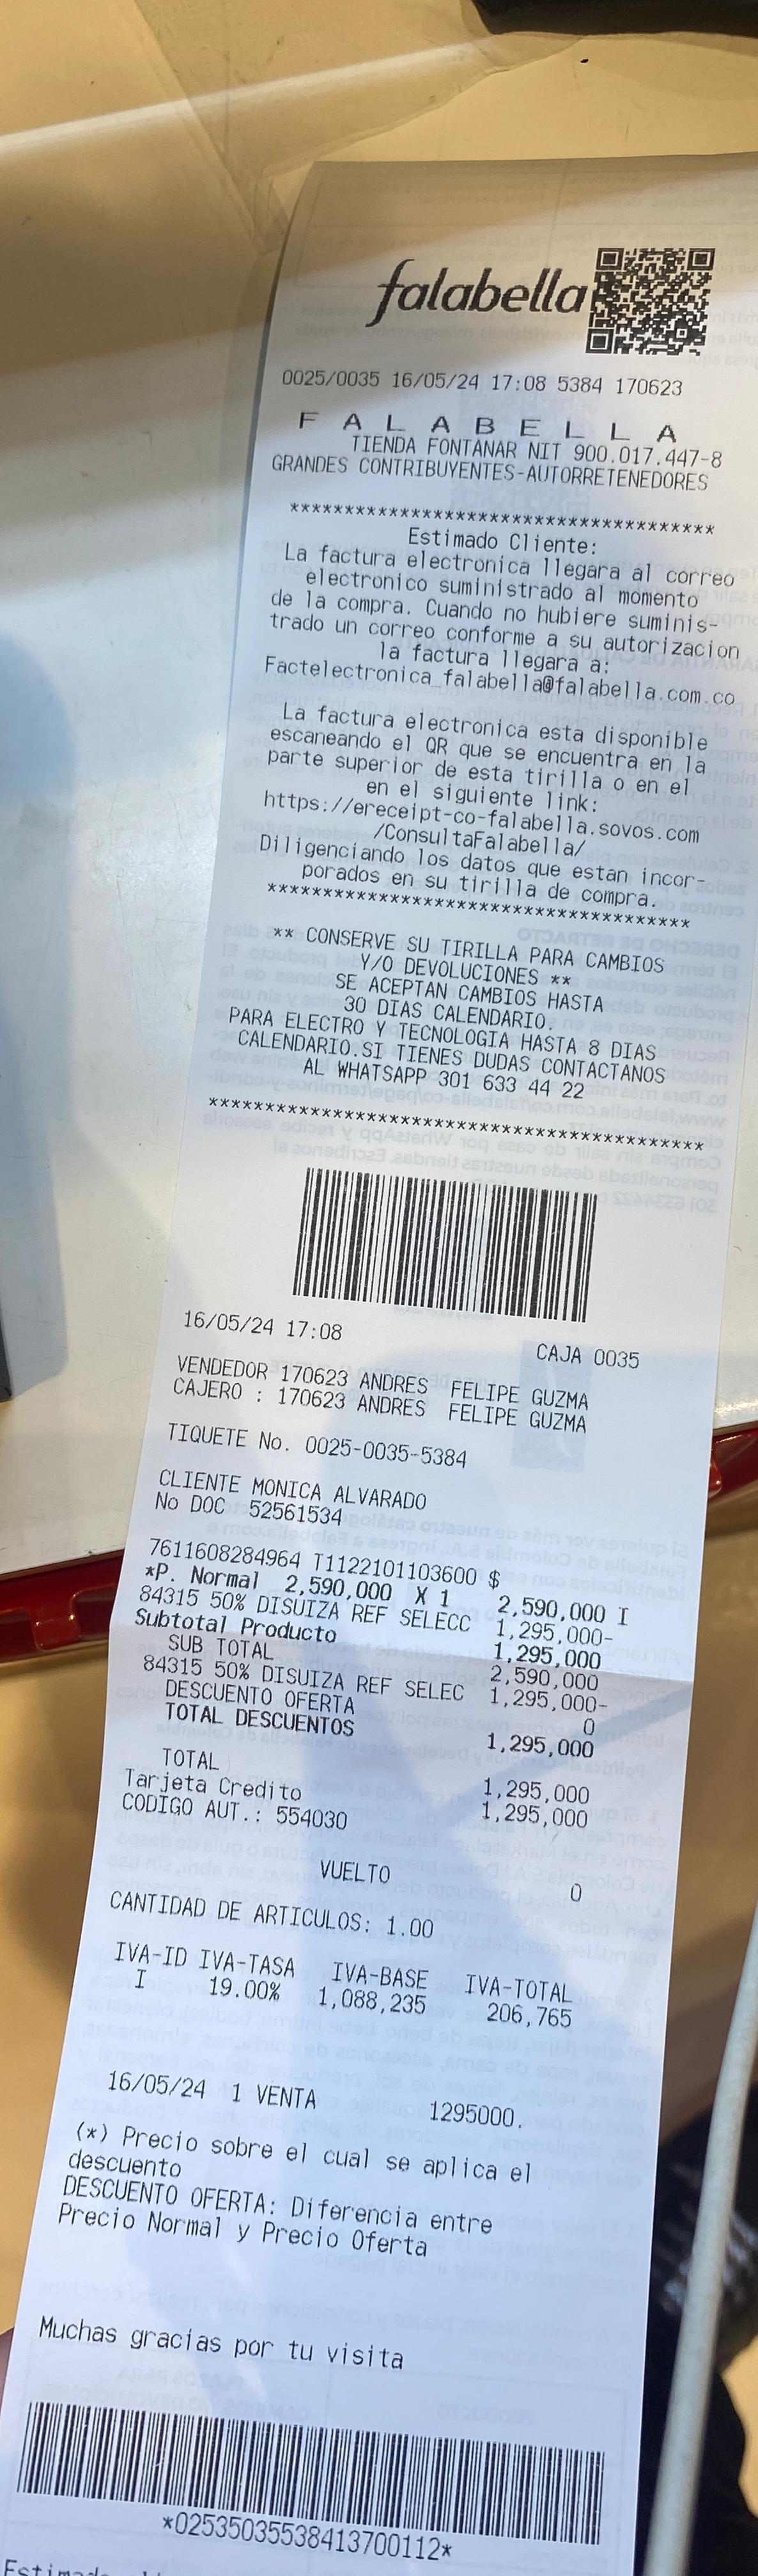 falabella
0025/0035 16/05/24 17:08 5384 170623
F A L A B E L L A
TIENDA FONTANAR NIT 900.017.447-8
GRANDES CONTRIBUYENTES-AUTORRETENEDORES
***************************************
Estimado Cliente:
La factura electronica llegara al correo
electronico suministrado al momento
de la compra. Cuando no hubiere suminis-
trado un correo conforme a su autorizacion
la factura llegara a:
Factelectronica_falabella@falabella.com.co
La factura electronica esta disponible
escaneando el QR que se encuentra en la
parte superior de esta tirilla o en el
en el siguiente link:
https://ereceipt-co-falabella.sovos.com
/ConsultaFalabella/
Diligenciando los datos que estan incor-
porados en su tirilla de compra.
***************************************
** CONSERVE SU TIRILLA PARA CAMBIOS
Y/O DEVOLUCIONES **
SE ACEPTAN CAMBIOS HASTA
30 DIAS CALENDARIO.
PARA ELECTRO Y TECNOLOGIA HASTA 8 DIAS
CALENDARIO.SI TIENES DUDAS CONTACTANOS
AL WHATSAPP 301 633 44 22
*********************************************
16/05/24 17:08 CAJA 0035
VENDEDOR 170623 ANDRES FELIPE GUZMA
CAJERO : 170623 ANDRES FELIPE GUZMA
TIQUETE No. 0025-0035-5384
CLIENTE MONICA ALVARADO
No DOC 52561534
7611608284964 T1122101103600 $
*P. Normal 2,590,000 X 1 2,590,000 I
84315 50% DISUIZA REF SELECC 1,295,000-
Subtotal Producto 1,295,000
SUB TOTAL 2,590,000
84315 50% DISUIZA REF SELEC 1,295,000-
DESCUENTO OFERTA 0
TOTAL DESCUENTOS 1,295,000
TOTAL 1,295,000
Tarjeta Credito 1,295,000
CODIGO AUT.: 554030
VUELTO 0
CANTIDAD DE ARTICULOS: 1.00
IVA-ID IVA-TASA IVA-BASE IVA-TOTAL
I 19.00% 1,088,235 206,765
16/05/24 1 VENTA 1295000.
(*) Precio sobre el cual se aplica el
descuento
DESCUENTO OFERTA: Diferencia entre
Precio Normal y Precio Oferta
Muchas gracias por tu visita
*02535035538413700112*